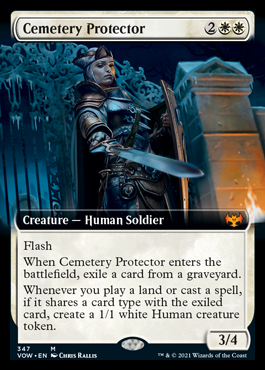 Cemetery Protector 2
Creature — Human Soldier
Flash
When Cemetery Protector enters the
battlefield, exile a card from a graveyard.
Whenever you play a land or cast a spell,
if it shares a card type with the exiled
card, create a 1/1 white Human creature
token.
3/4
347 M
VOW • EN Chris Rallis
™ & © 2021 Wizards of the Coast